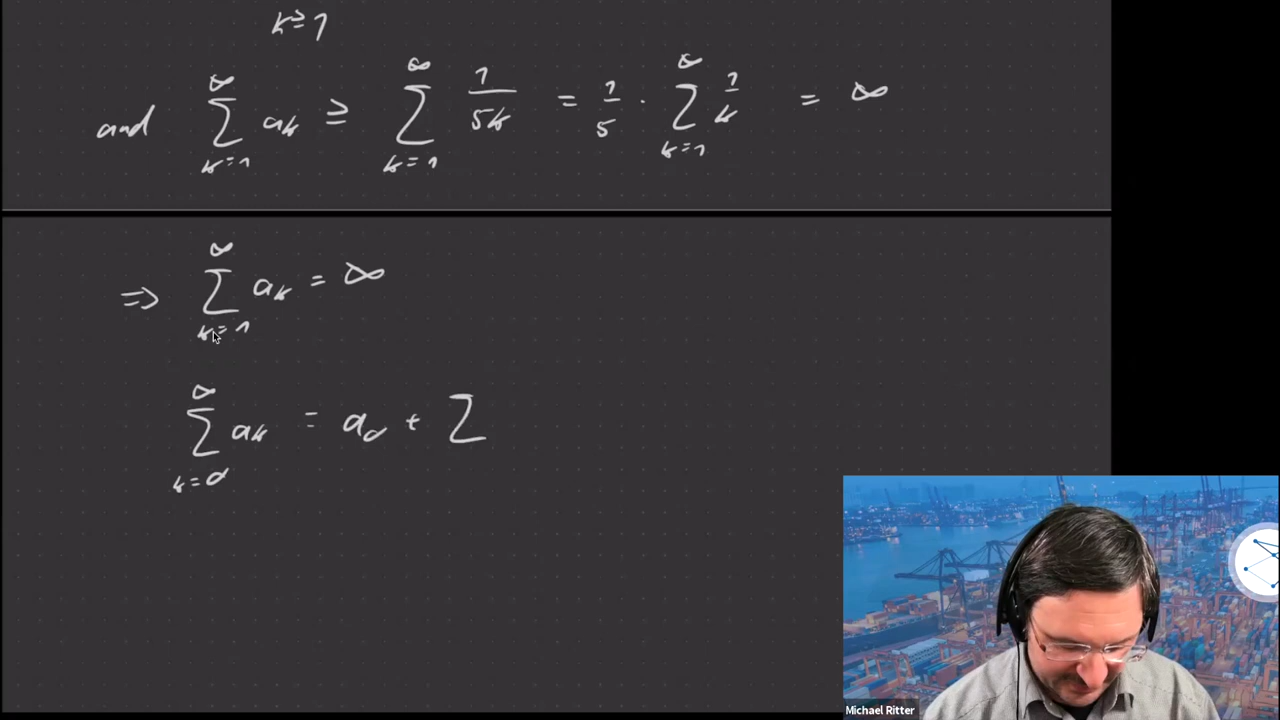 k≥1
and ∑_{k=1}^{∞} a_k ≥ ∑_{k=1}^{∞} 1/(5k) = 1/5 · ∑_{k=1}^{∞} 1/k = ∞
⇒ ∑_{k=1}^{∞} a_k = ∞
∑_{k=0}^{∞} a_k = a_0 + ∑
Michael Ritter